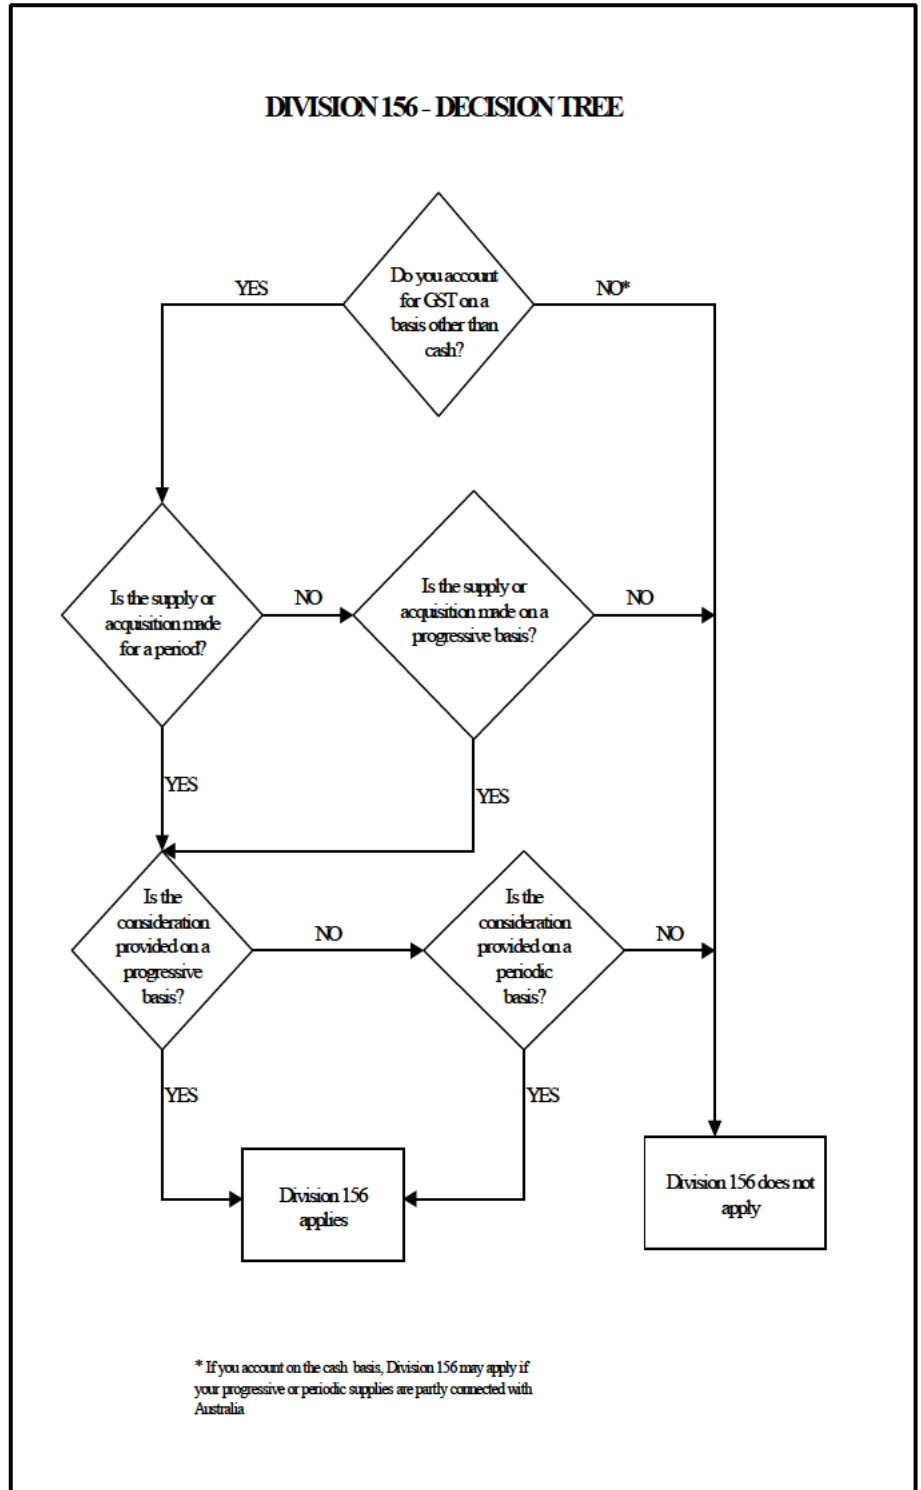 DIVISION 156 - DECISION TREE
Do you account
for GST on a
basis other than
cash?
YES
NO*
Is the supply or
acquisition made
for a period?
NO
Is the supply or
acquisition made on a
progressive basis?
NO
YES
YES
Is the
consideration
provided on a
progressive
basis?
NO
Is the
consideration
provided on a
periodic
basis?
NO
YES
YES
Division 156
applies
Division 156 does not
apply
* If you account on the cash basis, Division 156 may apply if
your progressive or periodic supplies are partly connected with
Australia